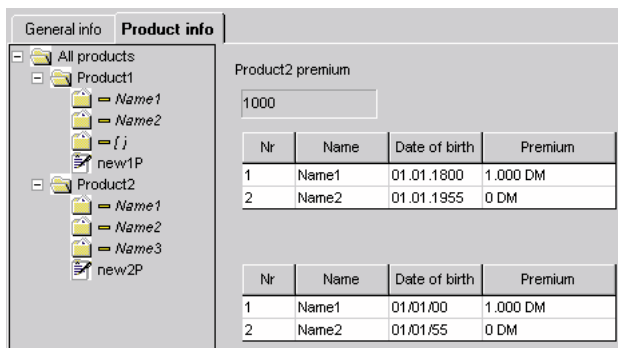 General info Product info
All products
Product1
Name1
Name2
{ }
new1P
Product2
Name1
Name2
Name3
new2P
Product2 premium
1000
Nr Name Date of birth Premium
1 Name1 01.01.1800 1.000 DM
2 Name2 01.01.1955 0 DM
Nr Name Date of birth Premium
1 Name1 01/01/00 1.000 DM
2 Name2 01/01/55 0 DM